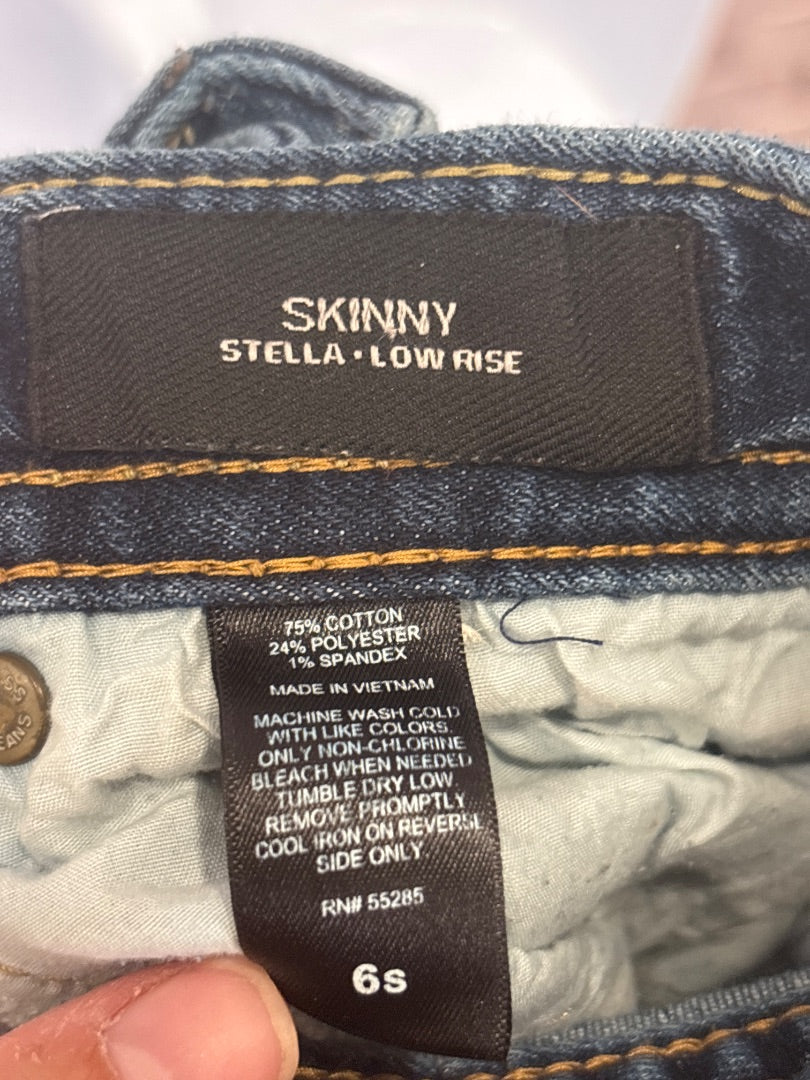 SKINNY
STELLA • LOW RISE
75% COTTON
24% POLYESTER
1% SPANDEX
MADE IN VIETNAM
MACHINE WASH COLD
WITH LIKE COLORS.
ONLY NON-CHLORINE
BLEACH WHEN NEEDED
TUMBLE DRY LOW
REMOVE PROMPTLY
COOL IRON ON REVERSE
SIDE ONLY.
RN# 55285
6s